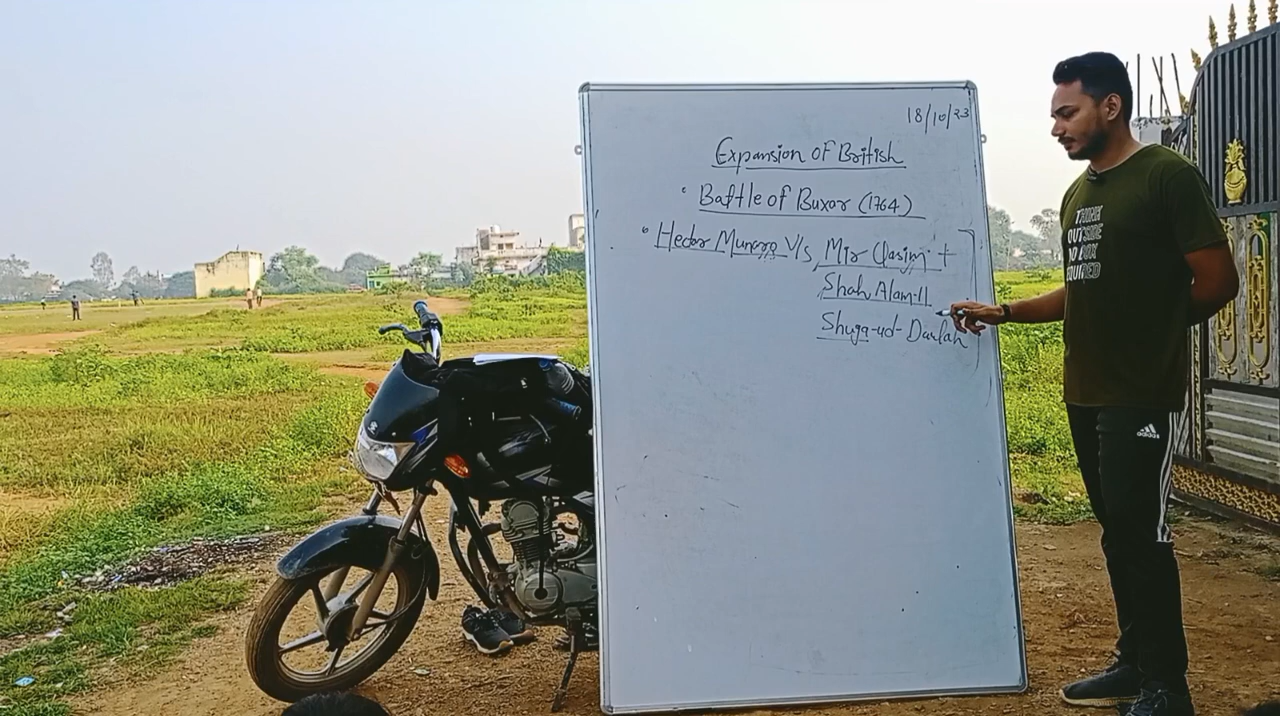 18/10/23
Expansion of British
• Battle of Buxar (1764)
• Hector Munro V/s Mir Qasim +
Shah Alam-II
Shuja-ud-Daulah
THINK
OUTSIDE
NO BOX
REQUIRED
adidas